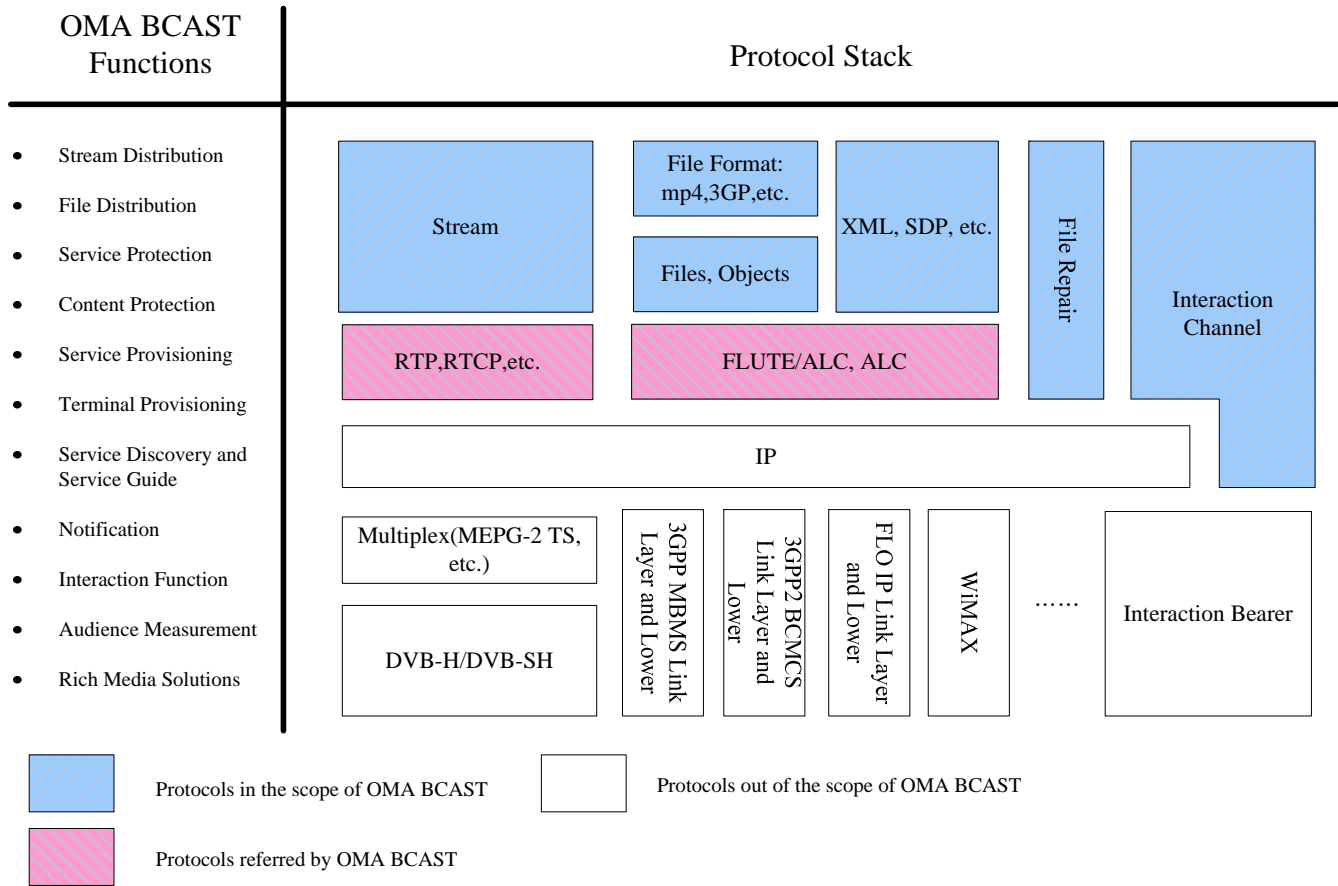 OMA BCAST
Functions
Protocol Stack
• Stream Distribution
• File Distribution
• Service Protection
• Content Protection
• Service Provisioning
• Terminal Provisioning
• Service Discovery and
Service Guide
• Notification
• Interaction Function
• Audience Measurement
• Rich Media Solutions
Stream
File Format:
mp4,3GP,etc.
Files, Objects
XML, SDP, etc.
File Repair
Interaction
Channel
RTP,RTCP,etc.
FLUTE/ALC, ALC
IP
Multiplex(MEPG-2 TS,
etc.)
DVB-H/DVB-SH
3GPP MBMS Link
Layer and Lower
3GPP2 BCMCS
Link Layer and
Lower
FLO IP Link Layer
and Lower
WiMAX
……
Interaction Bearer
Protocols in the scope of OMA BCAST
Protocols out of the scope of OMA BCAST
Protocols referred by OMA BCAST